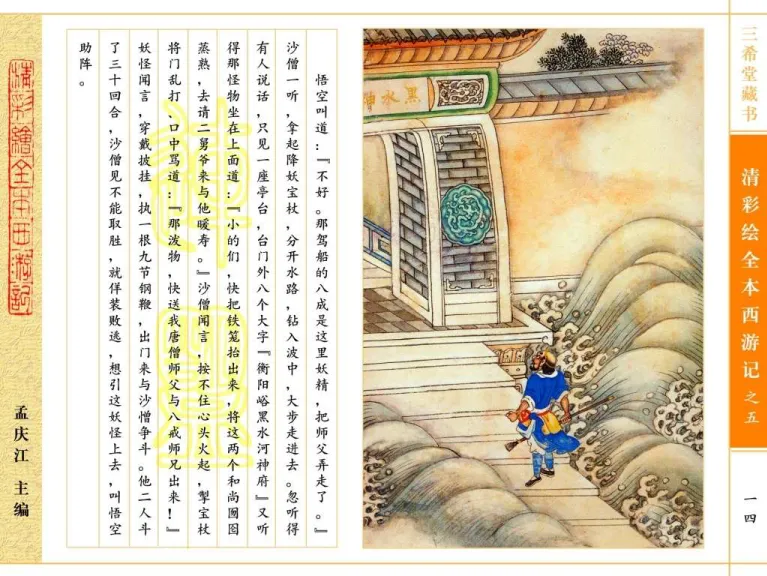 三希堂藏书
清彩绘全本西游记之五
一四
黑水神
悟空叫道：『不好。那驾船的八成是这里妖精，把师父弄走了。』
沙僧一听，拿起降妖宝杖，分开水路，钻入波中，大步走进去。忽听得
有人说话，只见一座亭台，台门外八个大字『衡阳峪黑水河神府』又听
得那怪物坐在上面道：『小的们，快把铁笼抬出来，将这两个和尚囫囵
蒸熟，去请二舅爷来与他暖寿。』沙僧闻言，按不住心头火起，掣宝杖
将门乱打，口中骂道：『那泼物，快送我唐僧师父与八戒师兄出来！』
妖怪闻言，穿戴披挂，执一根九节钢鞭，出门来与沙僧争斗。他二人斗
了三十回合，沙僧见不能取胜，就佯装败逃，想引这妖怪上去，叫悟空
助阵。
清彩繪全本西游記
孟庆江 主编